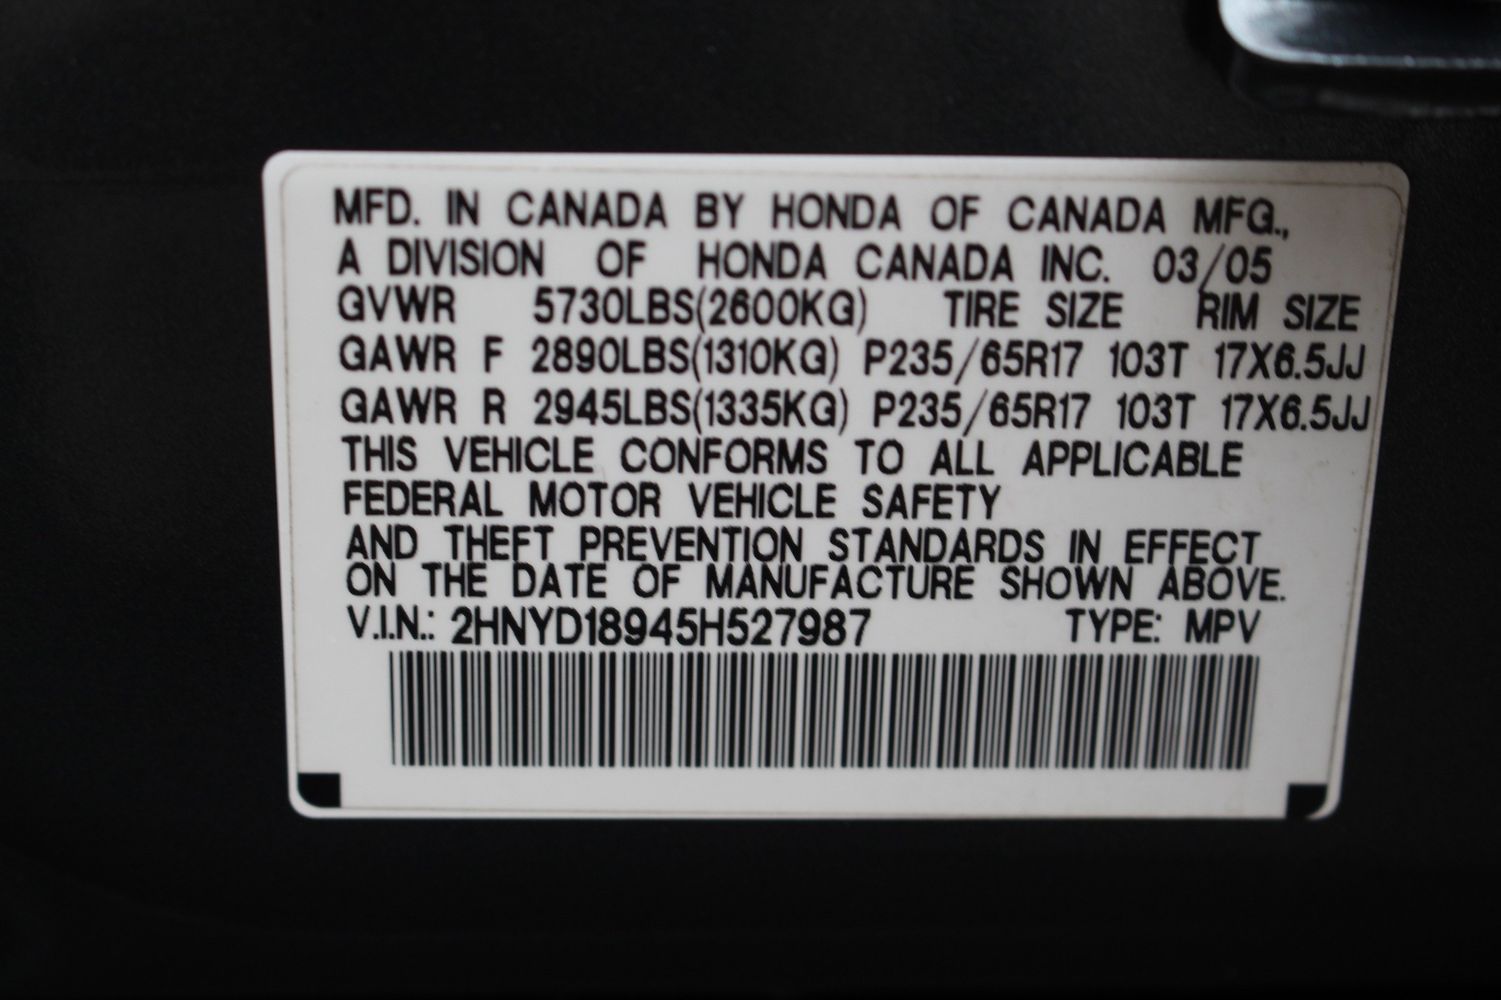 MFD. IN CANADA BY HONDA OF CANADA MFG.,
A DIVISION OF HONDA CANADA INC. 03/05
GVWR 5730LBS(2600KG) TIRE SIZE RIM SIZE
GAWR F 2890LBS(1310KG) P235/65R17 103T 17X6.5JJ
GAWR R 2945LBS(1335KG) P235/65R17 103T 17X6.5JJ
THIS VEHICLE CONFORMS TO ALL APPLICABLE
FEDERAL MOTOR VEHICLE SAFETY
AND THEFT PREVENTION STANDARDS IN EFFECT
ON THE DATE OF MANUFACTURE SHOWN ABOVE.
V.I.N.: 2HNYD18945H527987 TYPE: MPV